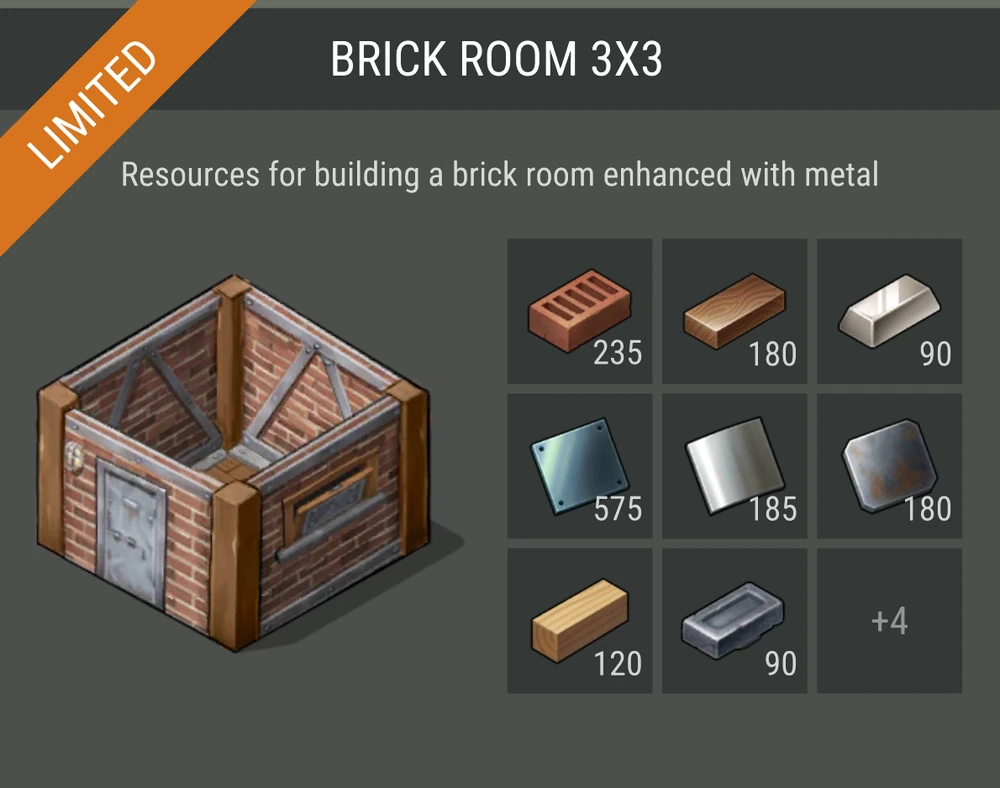 LIMITED
BRICK ROOM 3X3
Resources for building a brick room enhanced with metal
235 180 90
575 185 180
120 90 +4